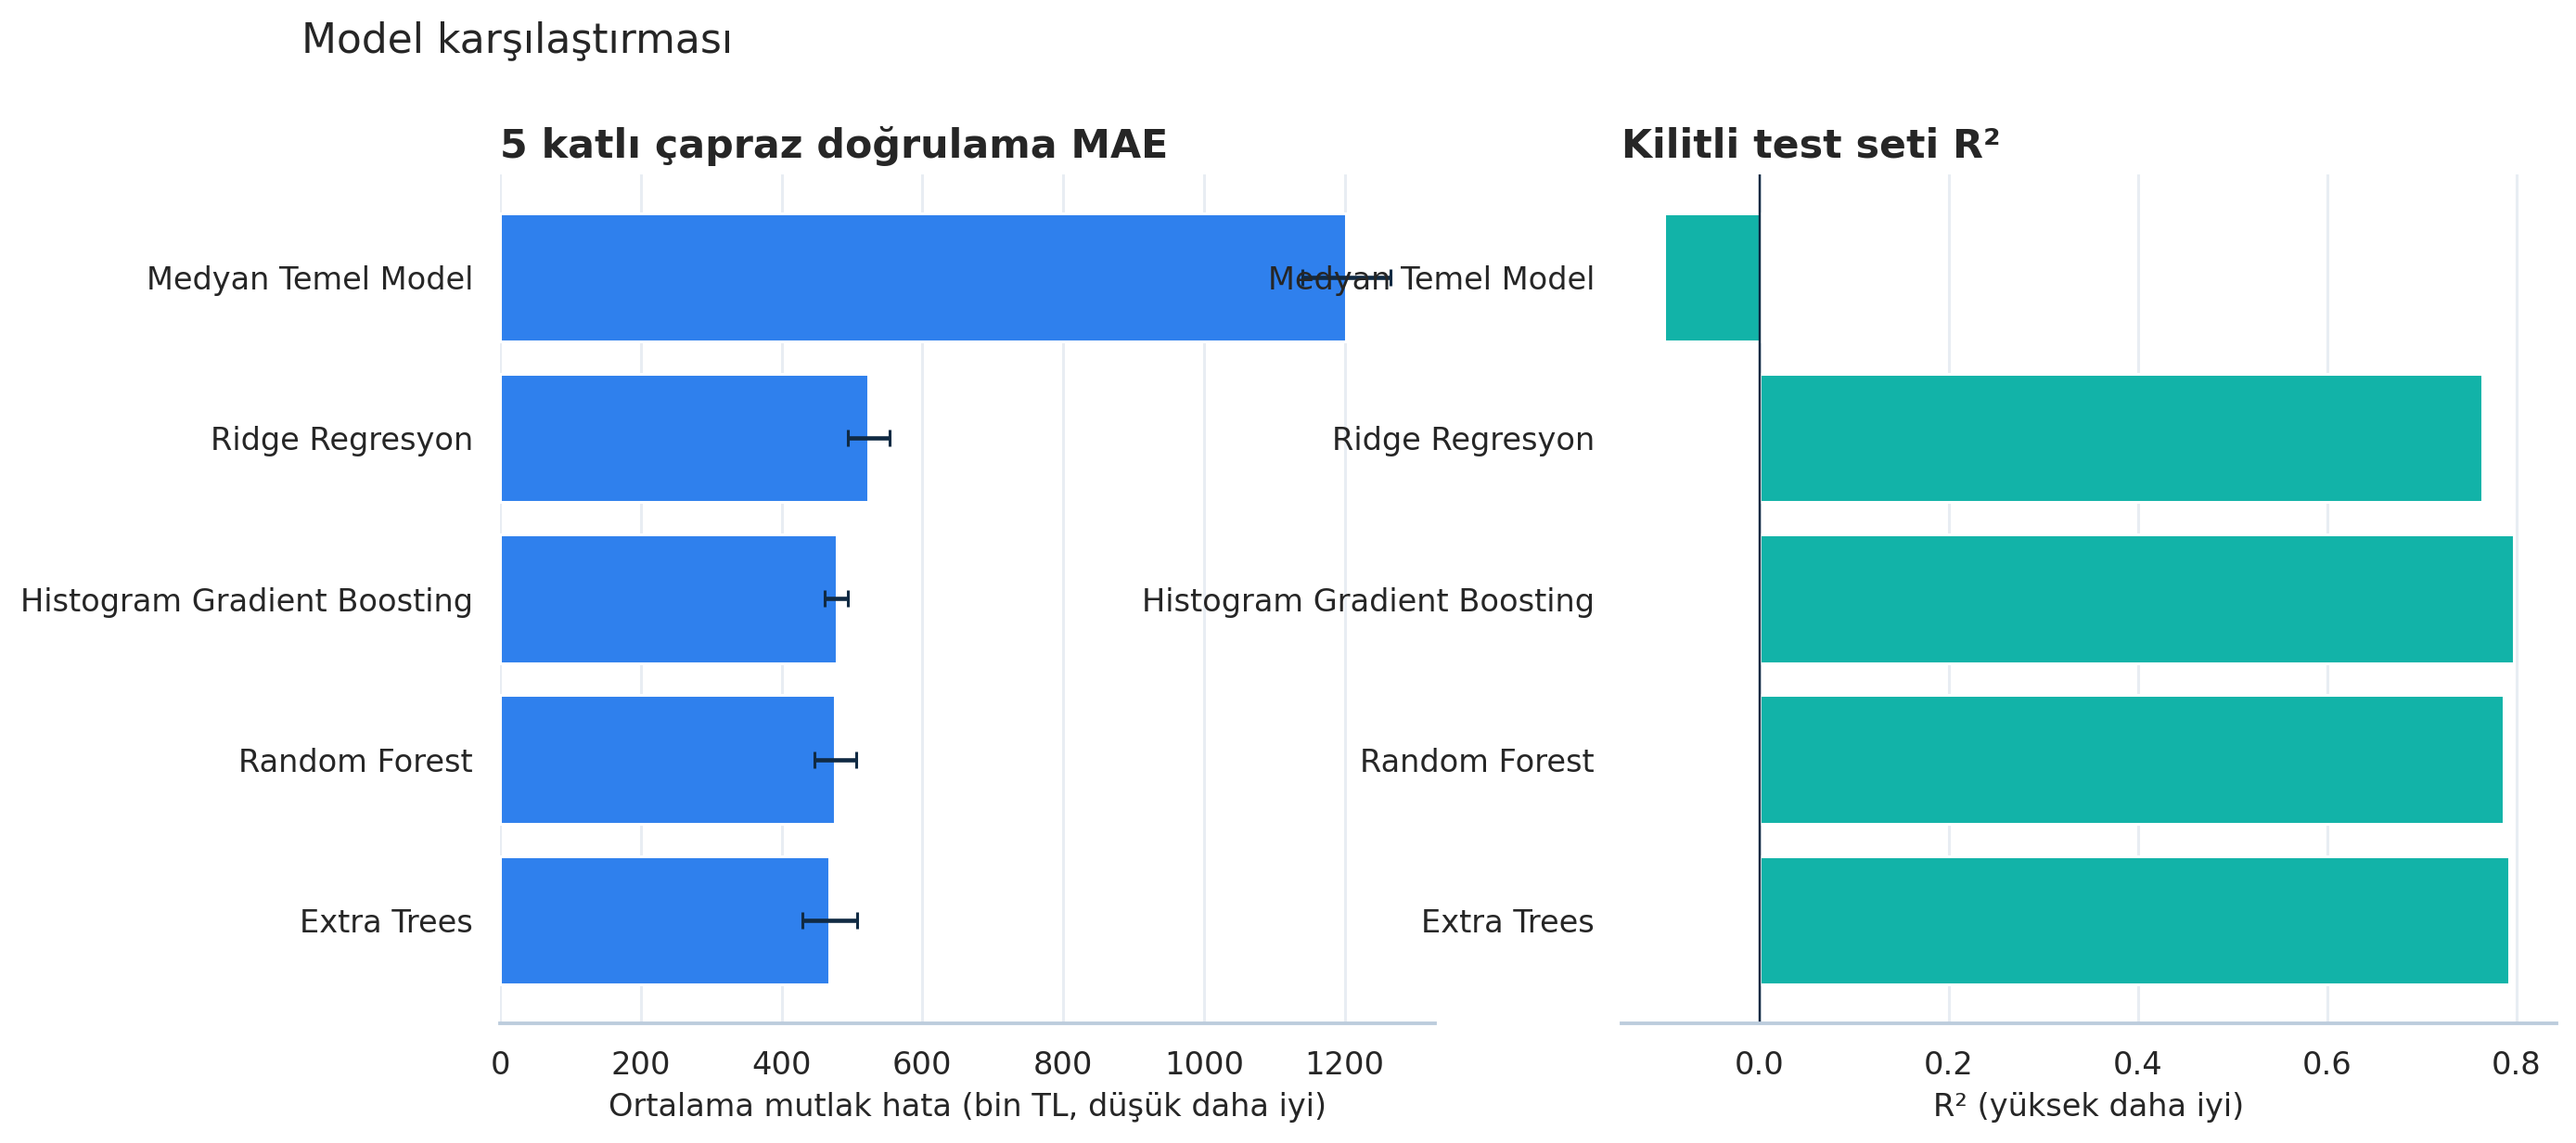 Model karşılaştırması
5 katlı çapraz doğrulama MAE
Medyan Temel Model
Ridge Regresyon
Histogram Gradient Boosting
Random Forest
Extra Trees
0 200 400 600 800 1000 1200
Ortalama mutlak hata (bin TL, düşük daha iyi)
Kilitli test seti R²
Medyan Temel Model
Ridge Regresyon
Histogram Gradient Boosting
Random Forest
Extra Trees
0.0 0.2 0.4 0.6 0.8
R² (yüksek daha iyi)